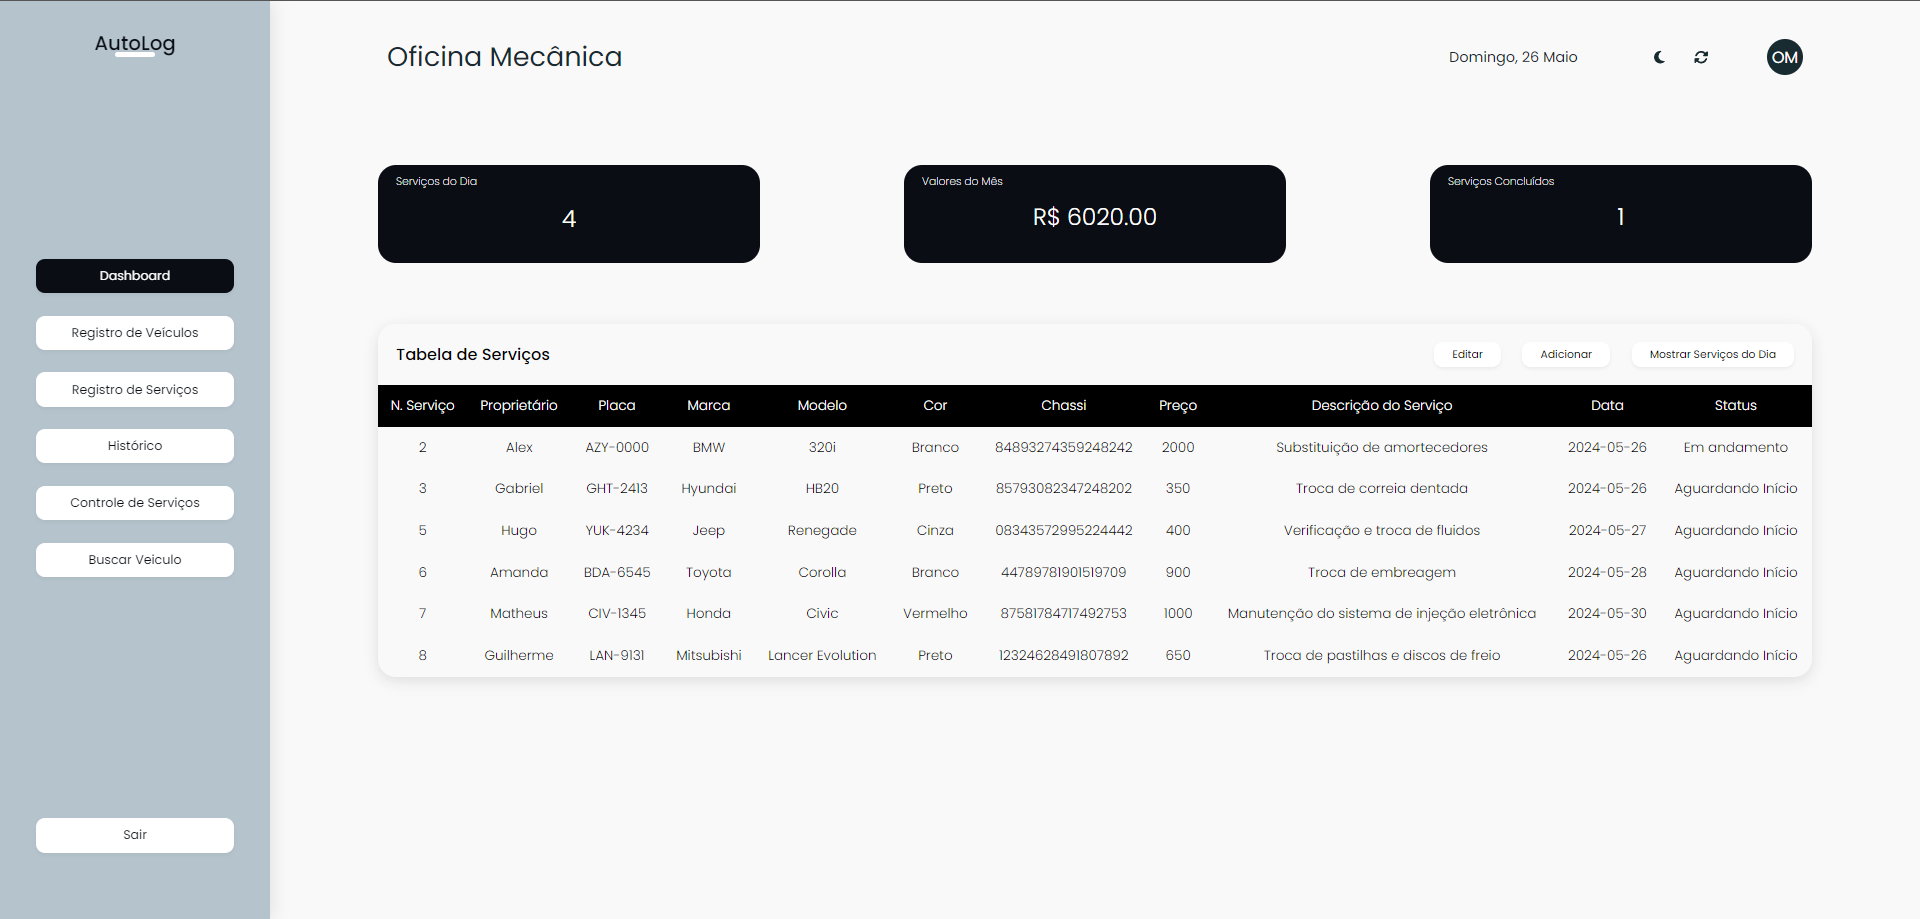 AutoLog
Oficina Mecânica
Domingo, 26 Maio
OM
Dashboard
Registro de Veículos
Registro de Serviços
Histórico
Controle de Serviços
Buscar Veiculo
Sair
Serviços do Dia
4
Valores do Mês
R$ 6020.00
Serviços Concluídos
1
Tabela de Serviços
Editar
Adicionar
Mostrar Serviços do Dia
N. Serviço Proprietário Placa Marca Modelo Cor Chassi Preço Descrição do Serviço Data Status
2 Alex AZY-0000 BMW 320i Branco 84893274359248242 2000 Substituição de amortecedores 2024-05-26 Em andamento
3 Gabriel GHT-2413 Hyundai HB20 Preto 85793082347248202 350 Troca de correia dentada 2024-05-26 Aguardando Início
5 Hugo YUK-4234 Jeep Renegade Cinza 08343572995224442 400 Verificação e troca de fluidos 2024-05-27 Aguardando Início
6 Amanda BDA-6545 Toyota Corolla Branco 44789781901519709 900 Troca de embreagem 2024-05-28 Aguardando Início
7 Matheus CIV-1345 Honda Civic Vermelho 87581784717492753 1000 Manutenção do sistema de injeção eletrônica 2024-05-30 Aguardando Início
8 Guilherme LAN-9131 Mitsubishi Lancer Evolution Preto 12324628491807892 650 Troca de pastilhas e discos de freio 2024-05-26 Aguardando Início